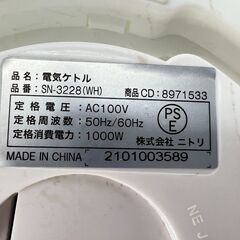 品名：電気ケトル
品番：SN-3228(WH) 商品CD：8971533
定格電圧：AC100V
定格周波数：50Hz/60Hz
定格消費電力：1000W
PS
E
株式会社 ニトリ
MADE IN CHINA 2101003589
NE J